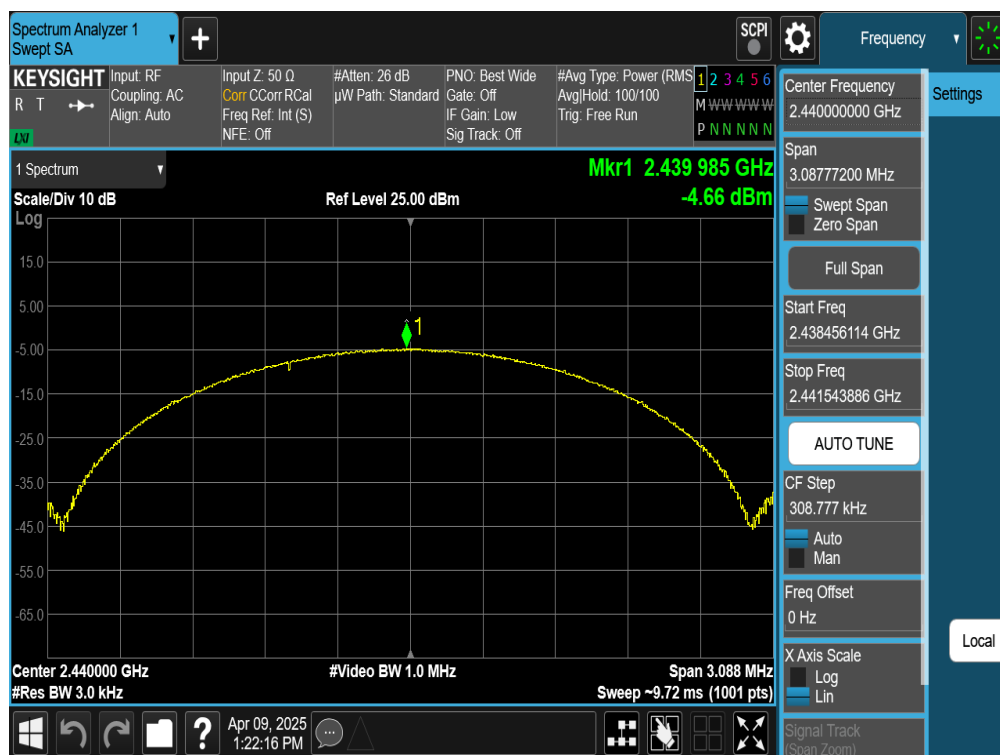 Spectrum Analyzer 1
Swept SA
+
SCPI
Frequency
KEYSIGHT
R T
LXI
Input: RF
Coupling: AC
Align: Auto
Input Z: 50 Ω
Corr CCorr RCal
Freq Ref: Int (S)
NFE: Off
#Atten: 26 dB
µW Path: Standard
PNO: Best Wide
Gate: Off
IF Gain: Low
Sig Track: Off
#Avg Type: Power (RMS
Avg|Hold: 100/100
Trig: Free Run
1 2 3 4 5 6
M W W W W W
P N N N N N
1 Spectrum
Mkr1 2.439 985 GHz
-4.66 dBm
Scale/Div 10 dB
Ref Level 25.00 dBm
Log
15.0
5.00
-5.00
-15.0
-25.0
-35.0
-45.0
-55.0
-65.0
1
Center 2.440000 GHz
#Video BW 1.0 MHz
Span 3.088 MHz
#Res BW 3.0 kHz
Sweep ~9.72 ms (1001 pts)
?
Apr 09, 2025
1:22:16 PM
Center Frequency
2.440000000 GHz
Settings
Span
3.08777200 MHz
Swept Span
Zero Span
Full Span
Start Freq
2.438456114 GHz
Stop Freq
2.441543886 GHz
AUTO TUNE
CF Step
308.777 kHz
Auto
Man
Freq Offset
0 Hz
Local
X Axis Scale
Log
Lin
Signal Track
(Span Zoom)